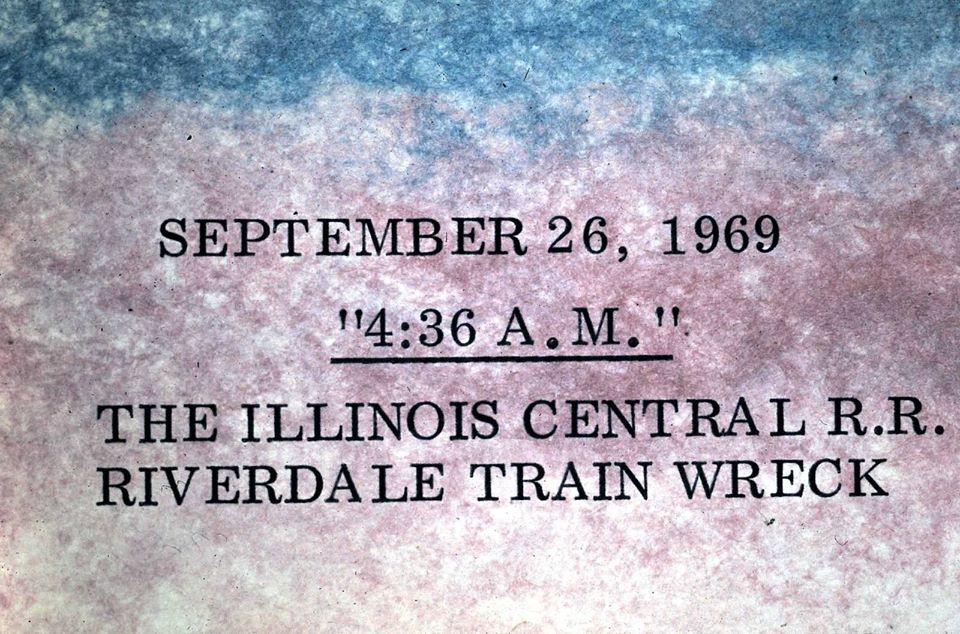 SEPTEMBER 26, 1969
"4:36 A.M."
THE ILLINOIS CENTRAL R.R.
RIVERDALE TRAIN WRECK